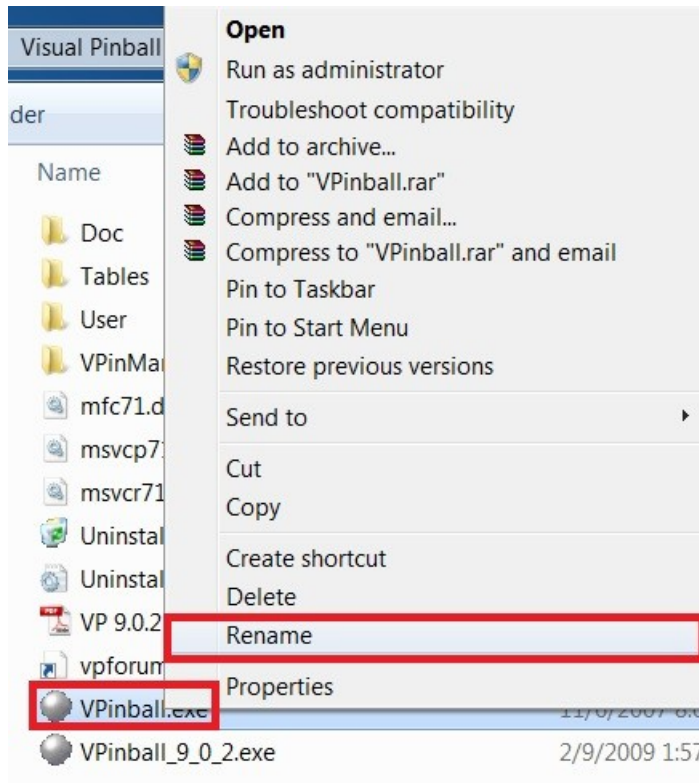 Visual Pinball
der
Name
Doc
Tables
User
VPinMa
mfc71.d
msvcp7
msvcr71
Uninstal
Uninstal
VP 9.0.2
vpforum
VPinball.exe
VPinball_9_0_2.exe
2/9/2009 1:57
Open
Run as administrator
Troubleshoot compatibility
Add to archive...
Add to "VPinball.rar"
Compress and email...
Compress to "VPinball.rar" and email
Pin to Taskbar
Pin to Start Menu
Restore previous versions
Send to
Cut
Copy
Create shortcut
Delete
Rename
Properties